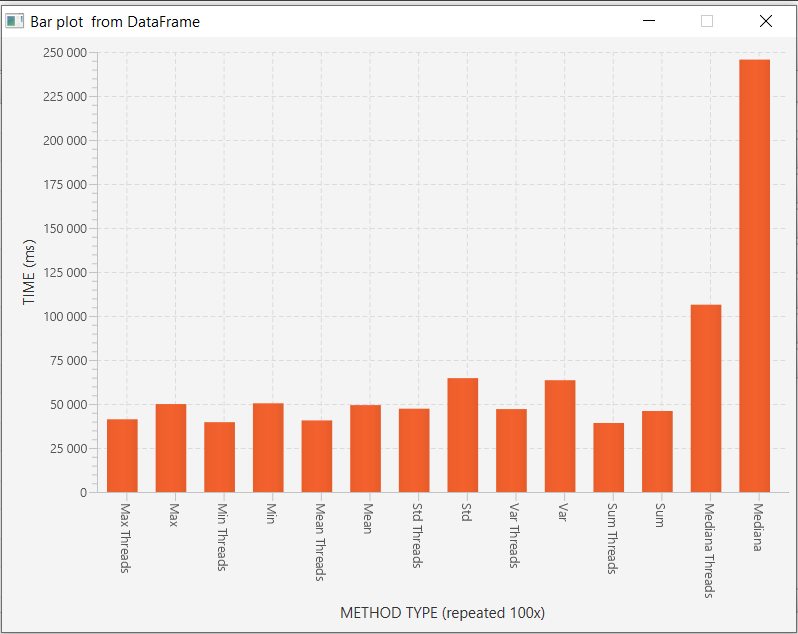 Bar plot  from DataFrame
250 000
225 000
200 000
175 000
150 000
125 000
100 000
75 000
50 000
25 000
0
TIME (ms)
Max Threads
Max
Min Threads
Min
Mean Threads
Mean
Std Threads
Std
Var Threads
Var
Sum Threads
Sum
Mediana Threads
Mediana
METHOD TYPE (repeated 100x)